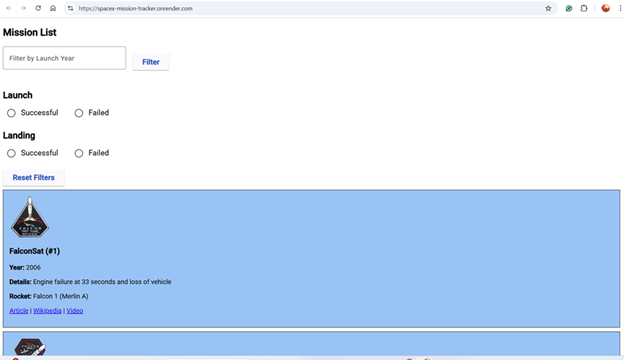 https://spacex-mission-tracker.onrender.com
Mission List
Filter by Launch Year
Filter
Launch
Successful Failed
Landing
Successful Failed
Reset Filters
FALCON
FalconSat (#1)
Year: 2006
Details: Engine failure at 33 seconds and loss of vehicle
Rocket: Falcon 1 (Merlin A)
Article | Wikipedia | Video